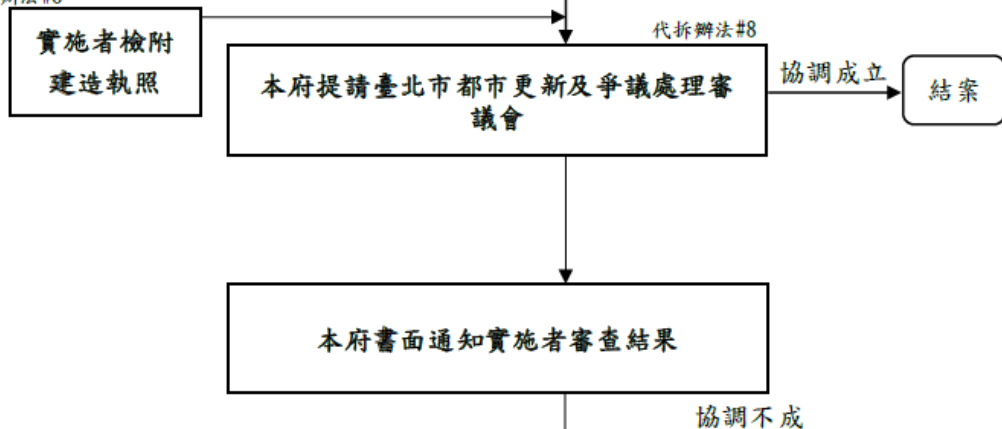 實施者檢附
建造執照
代拆辦法#8
本府提請臺北市都市更新及爭議處理審
議會
協調成立
結案
本府書面通知實施者審查結果
協調不成